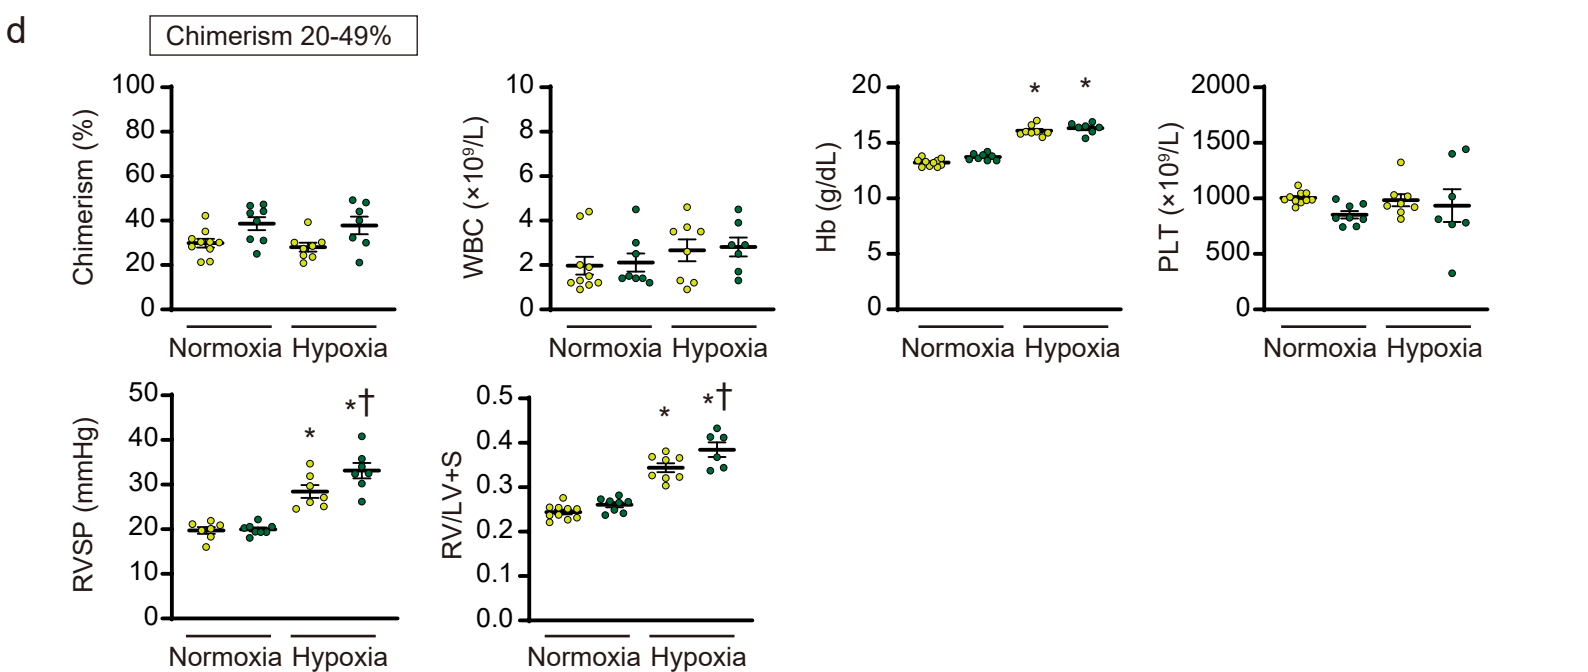 d
Chimerism 20-49%
Chimerism (%)
100
80
60
40
20
0
Normoxia Hypoxia
WBC (×10⁹/L)
10
8
6
4
2
0
Normoxia Hypoxia
Hb (g/dL)
20
15
10
5
0
* *
Normoxia Hypoxia
PLT (×10⁹/L)
2000
1500
1000
500
0
Normoxia Hypoxia
RVSP (mmHg)
50
40
30
20
10
0
* *†
Normoxia Hypoxia
RV/LV+S
0.5
0.4
0.3
0.2
0.1
0.0
* *†
Normoxia Hypoxia